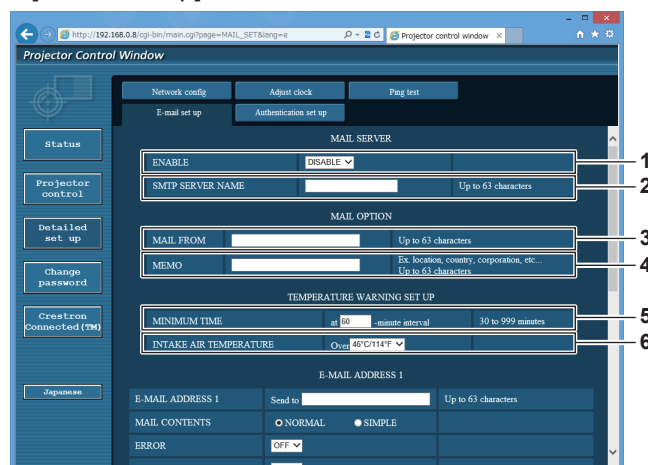 http://192.168.0.8/cgi-bin/main.cgi?page=MAIL_SET&lang=e
Projector control window
Projector Control Window
Network config
Adjust clock
Ping test
E-mail set up
Authentication set up
Status
Projector control
Detailed set up
Change password
Crestron Connected(TM)
Japanese
MAIL SERVER
ENABLE DISABLE 1
SMTP SERVER NAME Up to 63 characters 2
MAIL OPTION
MAIL FROM Up to 63 characters 3
MEMO Ex. location, country, corporation, etc... 4
Up to 63 characters
TEMPERATURE WARNING SET UP
MINIMUM TIME at 60 -minute interval 30 to 999 minutes 5
INTAKE AIR TEMPERATURE Over 46°C/114°F 6
E-MAIL ADDRESS 1
E-MAIL ADDRESS 1 Send to Up to 63 characters
MAIL CONTENTS NORMAL SIMPLE
ERROR OFF